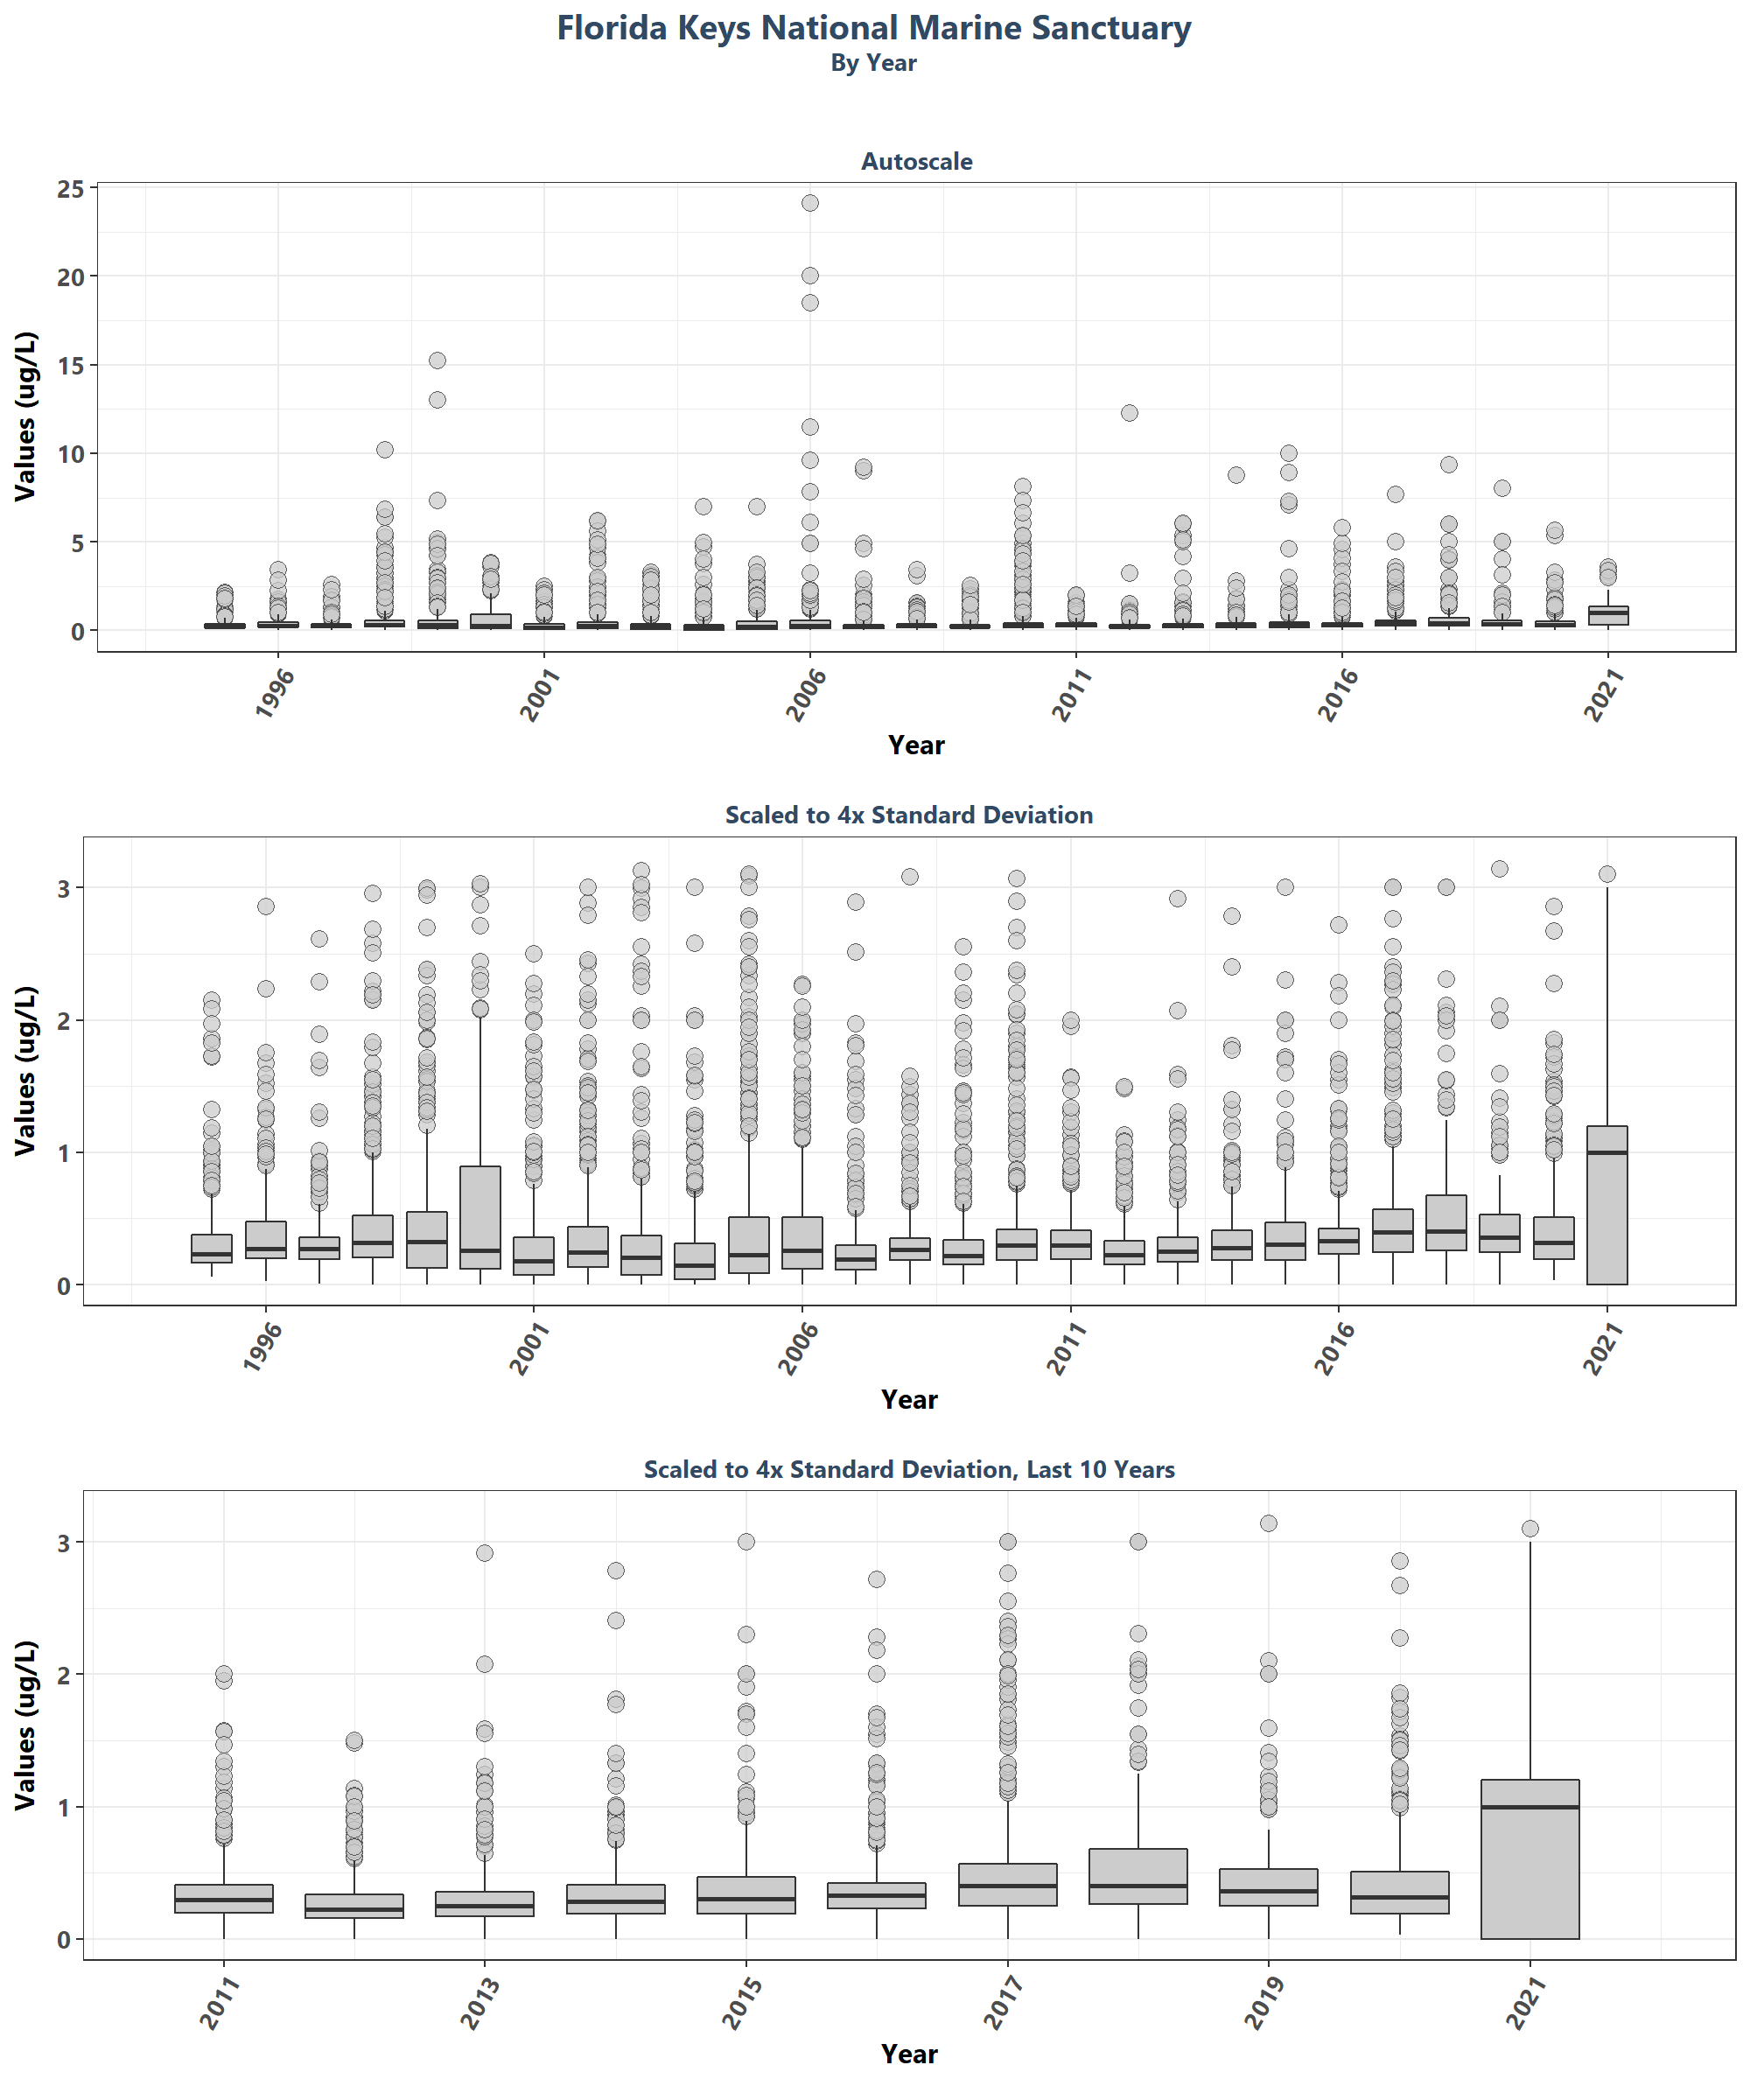 Florida Keys National Marine Sanctuary
By Year
Autoscale
Values (ug/L)
25
20
15
10
5
0
1996
2001
2006
2011
2016
2021
Year
Scaled to 4x Standard Deviation
Values (ug/L)
3
2
1
0
1996
2001
2006
2011
2016
2021
Year
Scaled to 4x Standard Deviation, Last 10 Years
Values (ug/L)
3
2
1
0
2011
2013
2015
2017
2019
2021
Year